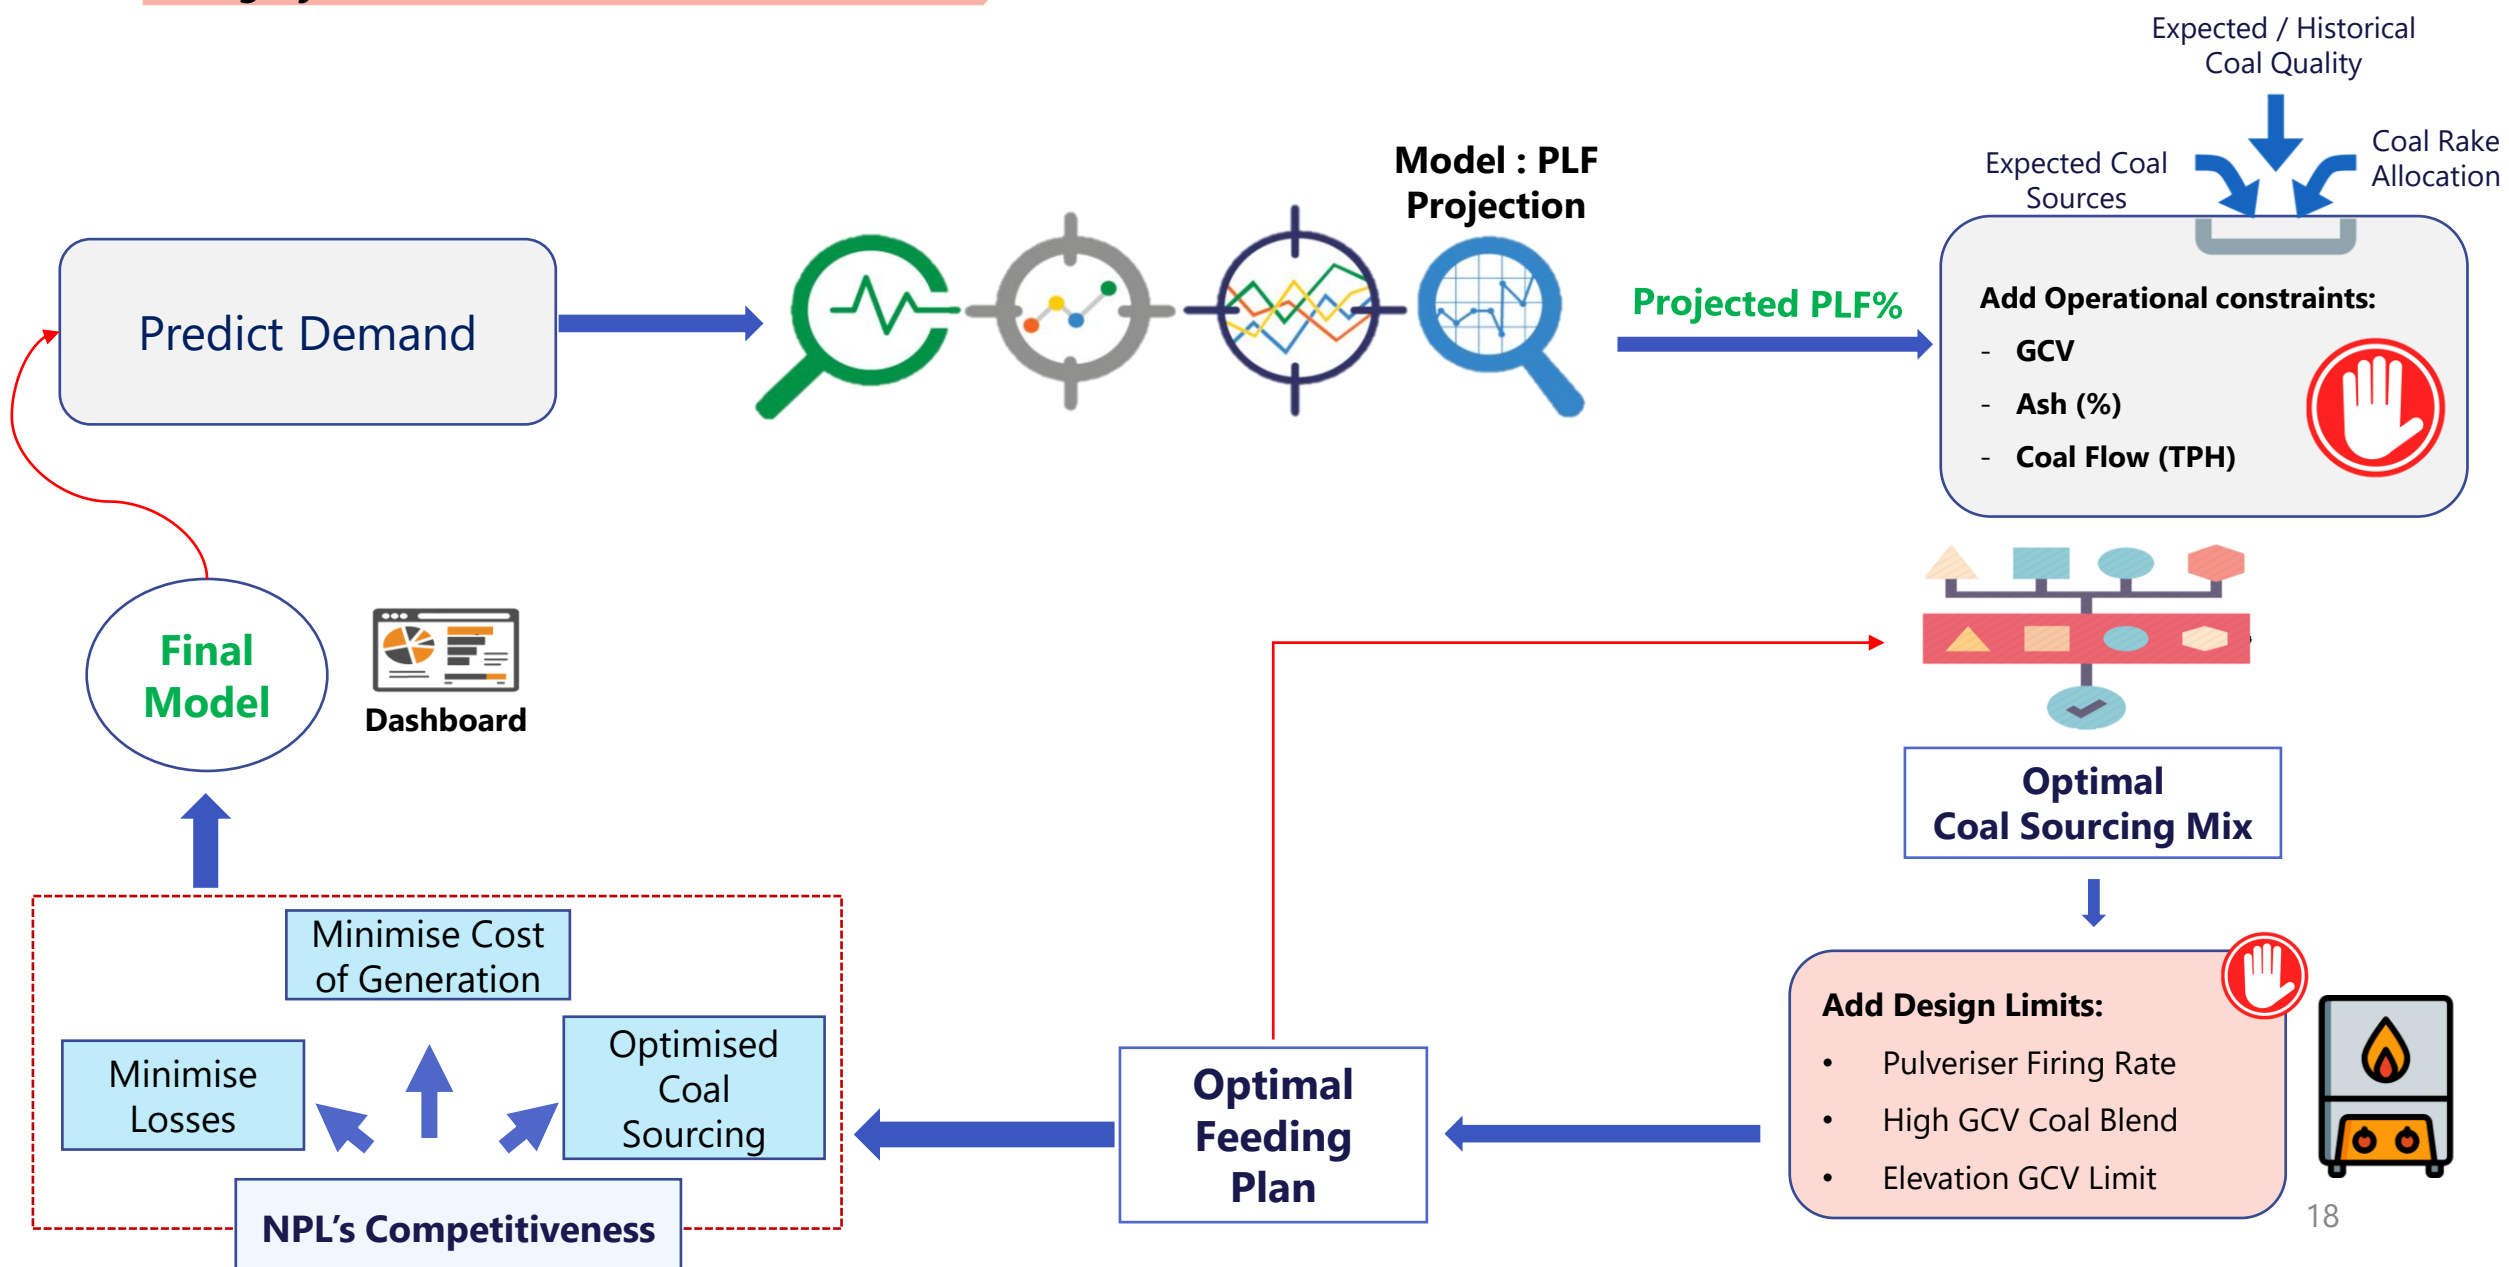 Expected / Historical
Coal Quality
Coal Rake
Allocation
Expected Coal
Sources
Model : PLF
Projection
Predict Demand
Projected PLF%
Add Operational constraints:
- GCV
- Ash (%)
- Coal Flow (TPH)
Final
Model
Dashboard
Optimal
Coal Sourcing Mix
Minimise Cost
of Generation
Minimise
Losses
Optimised
Coal
Sourcing
NPL’s Competitiveness
Optimal
Feeding
Plan
Add Design Limits:
• Pulveriser Firing Rate
• High GCV Coal Blend
• Elevation GCV Limit
18